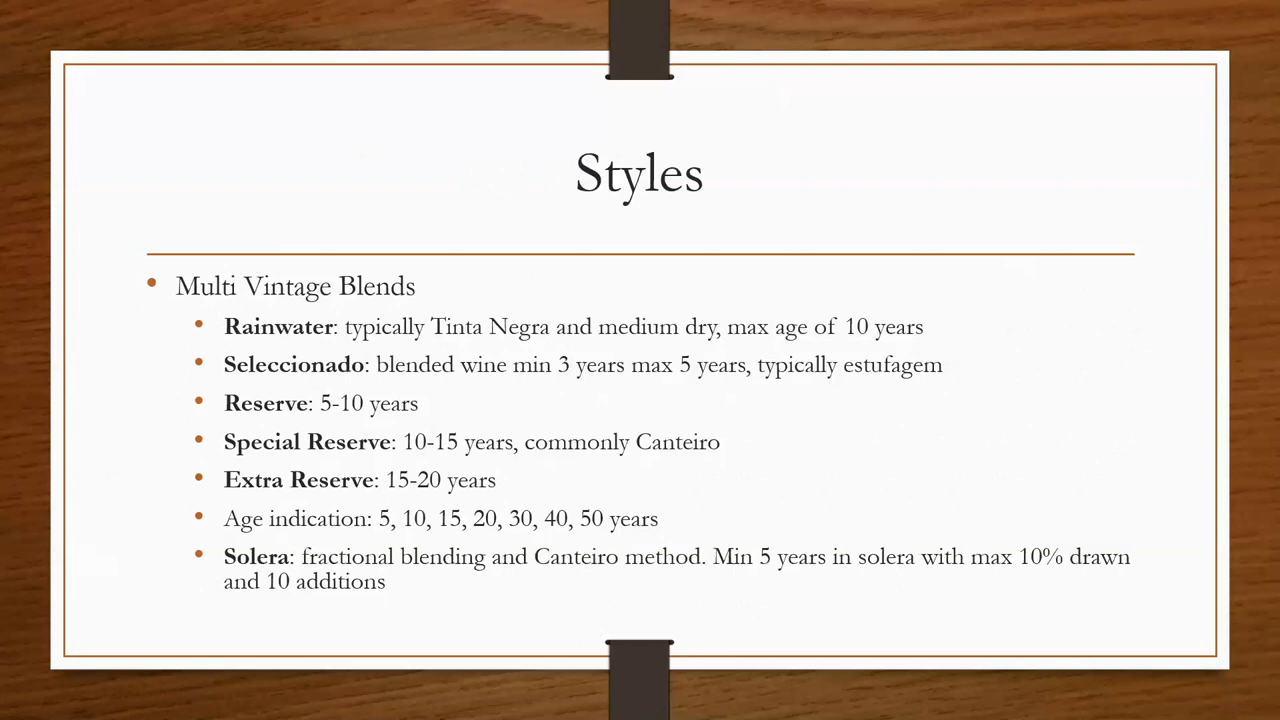 Styles
• Multi Vintage Blends
• Rainwater: typically Tinta Negra and medium dry, max age of 10 years
• Seleccionado: blended wine min 3 years max 5 years, typically estufagem
• Reserve: 5-10 years
• Special Reserve: 10-15 years, commonly Canteiro
• Extra Reserve: 15-20 years
• Age indication: 5, 10, 15, 20, 30, 40, 50 years
• Solera: fractional blending and Canteiro method. Min 5 years in solera with max 10% drawn
and 10 additions